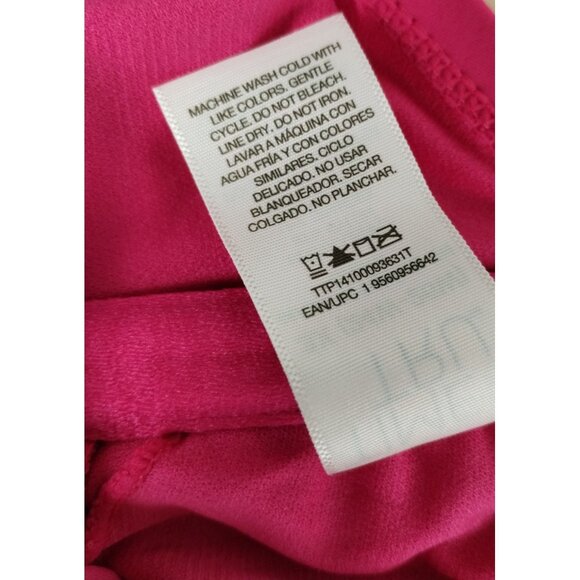 MACHINE WASH COLD WITH
LIKE COLORS. GENTLE
CYCLE. DO NOT BLEACH.
LINE DRY. DO NOT IRON.
LAVAR A MÁQUINA CON
AGUA FRÍA Y CON COLORES
SIMILARES. CICLO
DELICADO. NO USAR
BLANQUEADOR. SECAR
COLGADO. NO PLANCHAR.
TTP14100093631T
EAN/UPC 1 9560956642